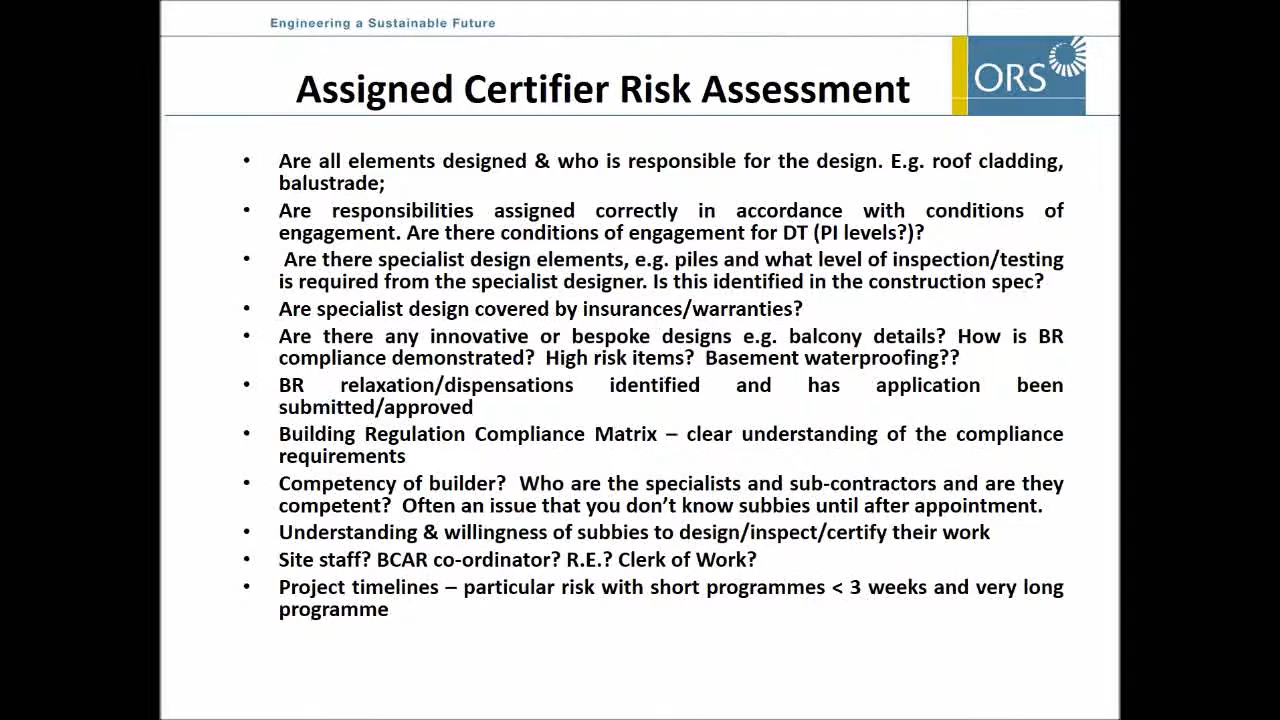 Engineering a Sustainable Future
ORS
Assigned Certifier Risk Assessment
• Are all elements designed & who is responsible for the design. E.g. roof cladding,
balustrade;
• Are responsibilities assigned correctly in accordance with conditions of
engagement. Are there conditions of engagement for DT (PI levels?)?
• Are there specialist design elements, e.g. piles and what level of inspection/testing
is required from the specialist designer. Is this identified in the construction spec?
• Are specialist design covered by insurances/warranties?
• Are there any innovative or bespoke designs e.g. balcony details? How is BR
compliance demonstrated? High risk items? Basement waterproofing??
• BR relaxation/dispensations identified and has application been
submitted/approved
• Building Regulation Compliance Matrix – clear understanding of the compliance
requirements
• Competency of builder? Who are the specialists and sub-contractors and are they
competent? Often an issue that you don't know subbies until after appointment.
• Understanding & willingness of subbies to design/inspect/certify their work
• Site staff? BCAR co-ordinator? R.E.? Clerk of Work?
• Project timelines – particular risk with short programmes < 3 weeks and very long
programme